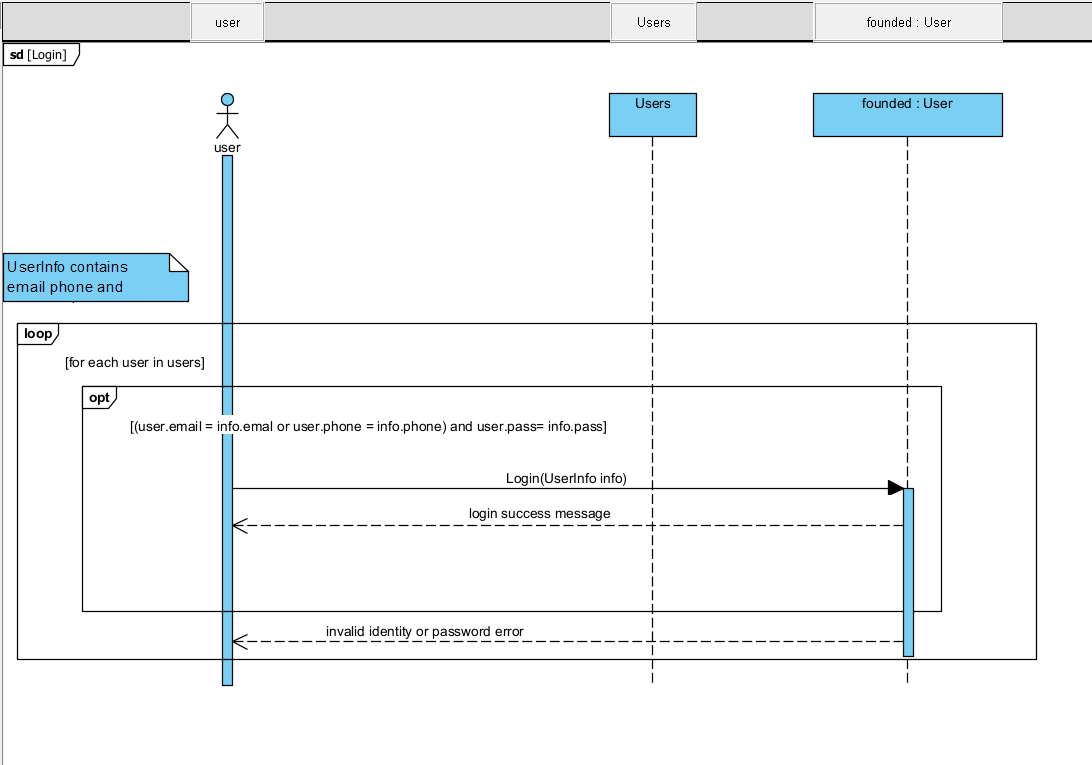 user
Users
founded : User
sd [Login]
Users
founded : User
user
UserInfo contains
email phone and
loop
[for each user in users]
opt
[(user.email = info.emal or user.phone = info.phone) and user.pass= info.pass]
Login(UserInfo info)
login success message
invalid identity or password error